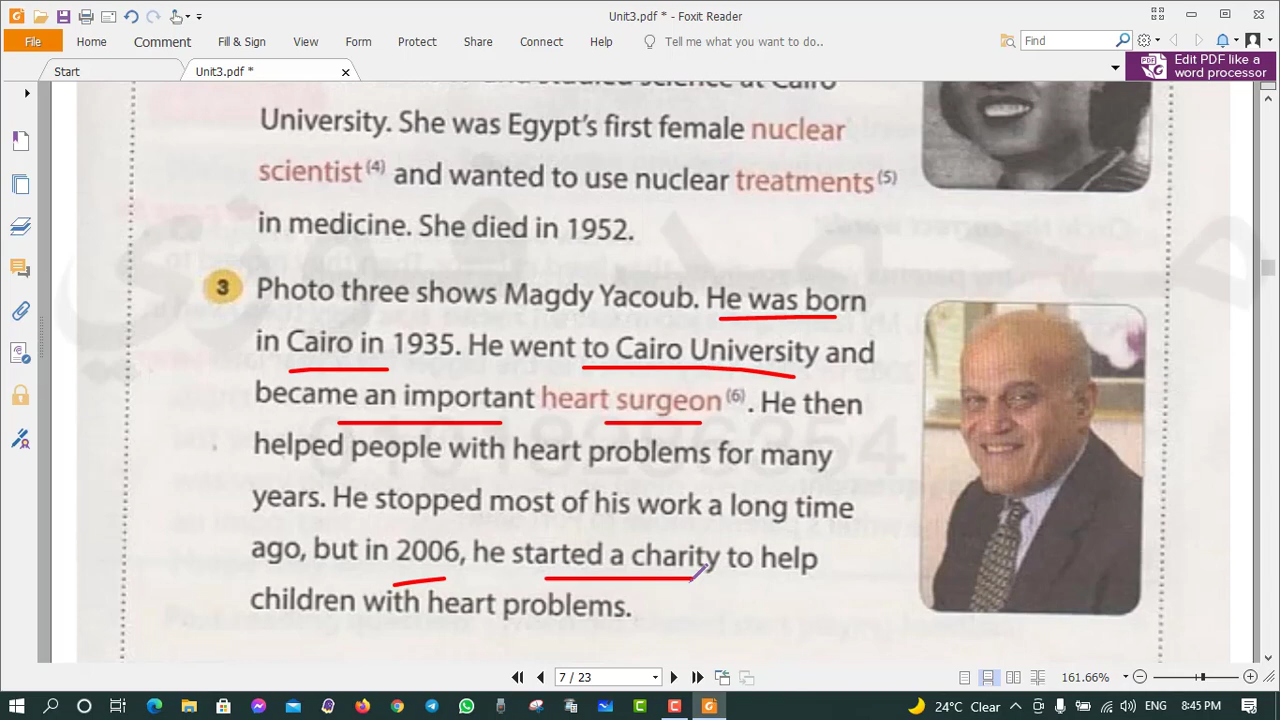 Unit3.pdf * - Foxit Reader
File
Home
Comment
Fill & Sign
View
Form
Protect
Share
Connect
Help
Tell me what you want to do..
Find
Start
Unit3.pdf *
Edit PDF like a
word processor
University. She was Egypt's first female nuclear
scientist(4) and wanted to use nuclear treatments(5)
in medicine. She died in 1952.
3 Photo three shows Magdy Yacoub. He was born
in Cairo in 1935. He went to Cairo University and
became an important heart surgeon(6). He then
helped people with heart problems for many
years. He stopped most of his work a long time
ago, but in 2006, he started a charity to help
children with heart problems.
7 / 23
161.66%
24°C Clear
ENG
8:45 PM